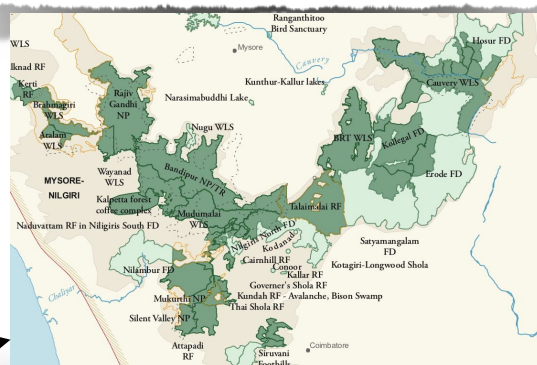 Ranganthitoo
Bird Sanctuary
Hosur FD
WLS
Mysore
Cauvery
lknad RF
Kerti
RF
Rajiv
Gandhi
NP
Kunthur-Kallur lakes
Cauvery WLS
Narasimabuddhi Lake
Brahmagiri
WLS
Aralam
WLS
Nugu WLS
BRT WLS
Kollegal FD
Wayanad
WLS
Bandipur NP/TR
Erode FD
MYSORE-
NILGIRI
Kalpetta forest
coffee complex
Mudumalai
WLS
Talaimalai RF
Naduvattam RF in Niligiris South FD
Nilgiri North FD
Kodanad
Satyamangalam
FD
Nilambur FD
Cairnhill RF
Conoor
Kotagiri-Longwood Shola
Kallar RF
Chaliyar
Governer's Shola RF
Mukurthi NP
Kundah RF - Avalanche, Bison Swamp
Thai Shola RF
Silent Valley NP
Attapadi
RF
Siruvani
Foothills
Coimbatore